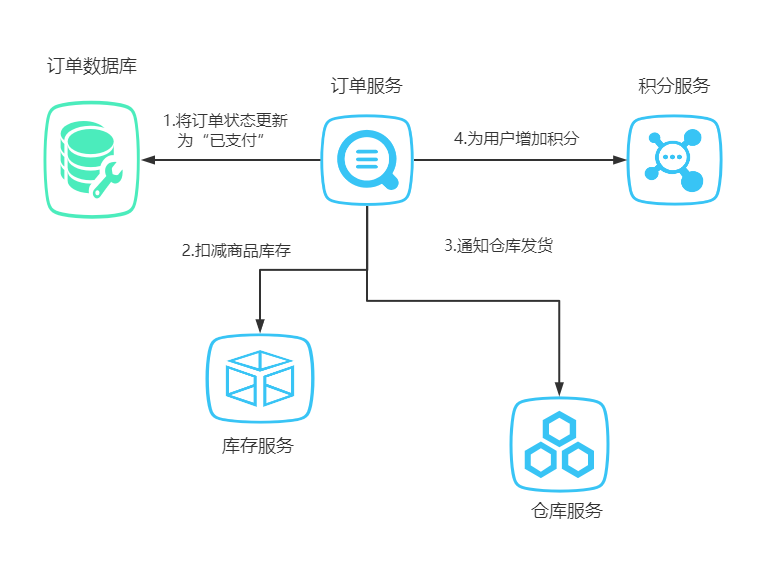 订单数据库
订单服务
积分服务
1.将订单状态更新
为“已支付”
4.为用户增加积分
2.扣减商品库存
3.通知仓库发货
库存服务
仓库服务